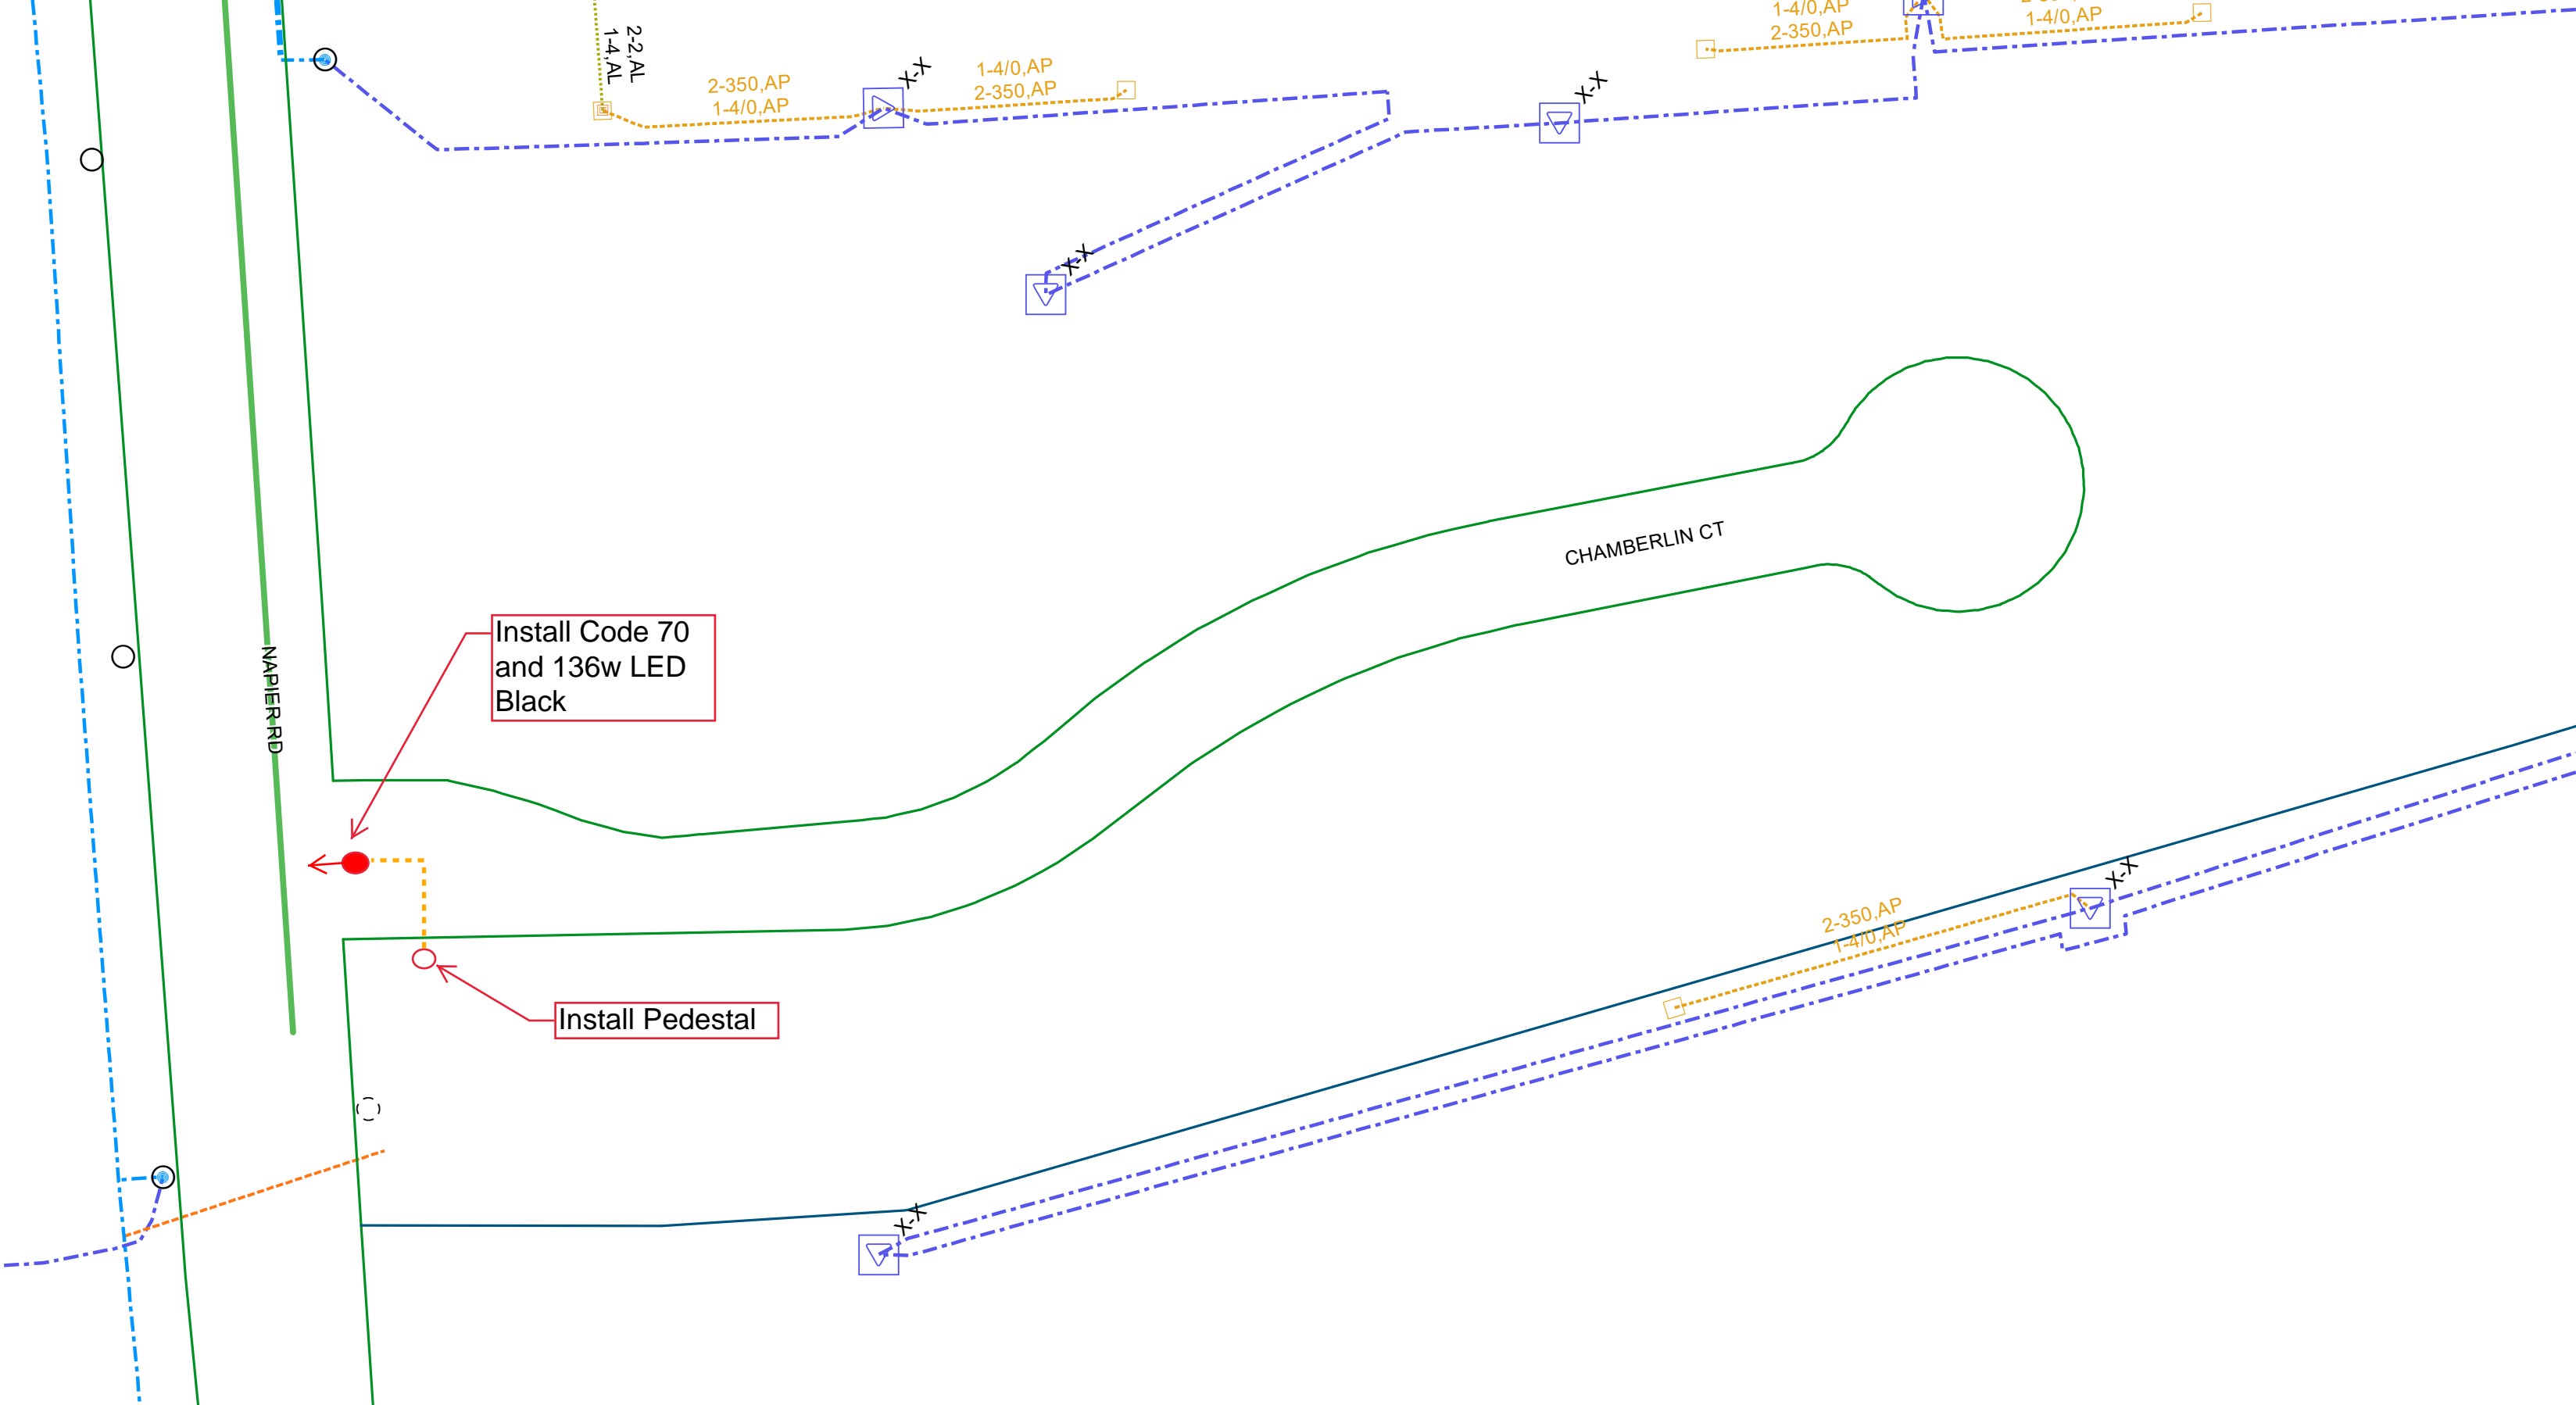 1-4/0,AP
2-350,AP
1-4/0,AP
2-2,AL
1-4,AL
X-X
2-350,AP
1-4/0,AP
1-4/0,AP
2-350,AP
X-X
X-X
CHAMBERLIN CT
Install Code 70
and 136w LED
Black
NAPIER RD
X-X
2-350,AP
1-4/0,AP
Install Pedestal
X-X